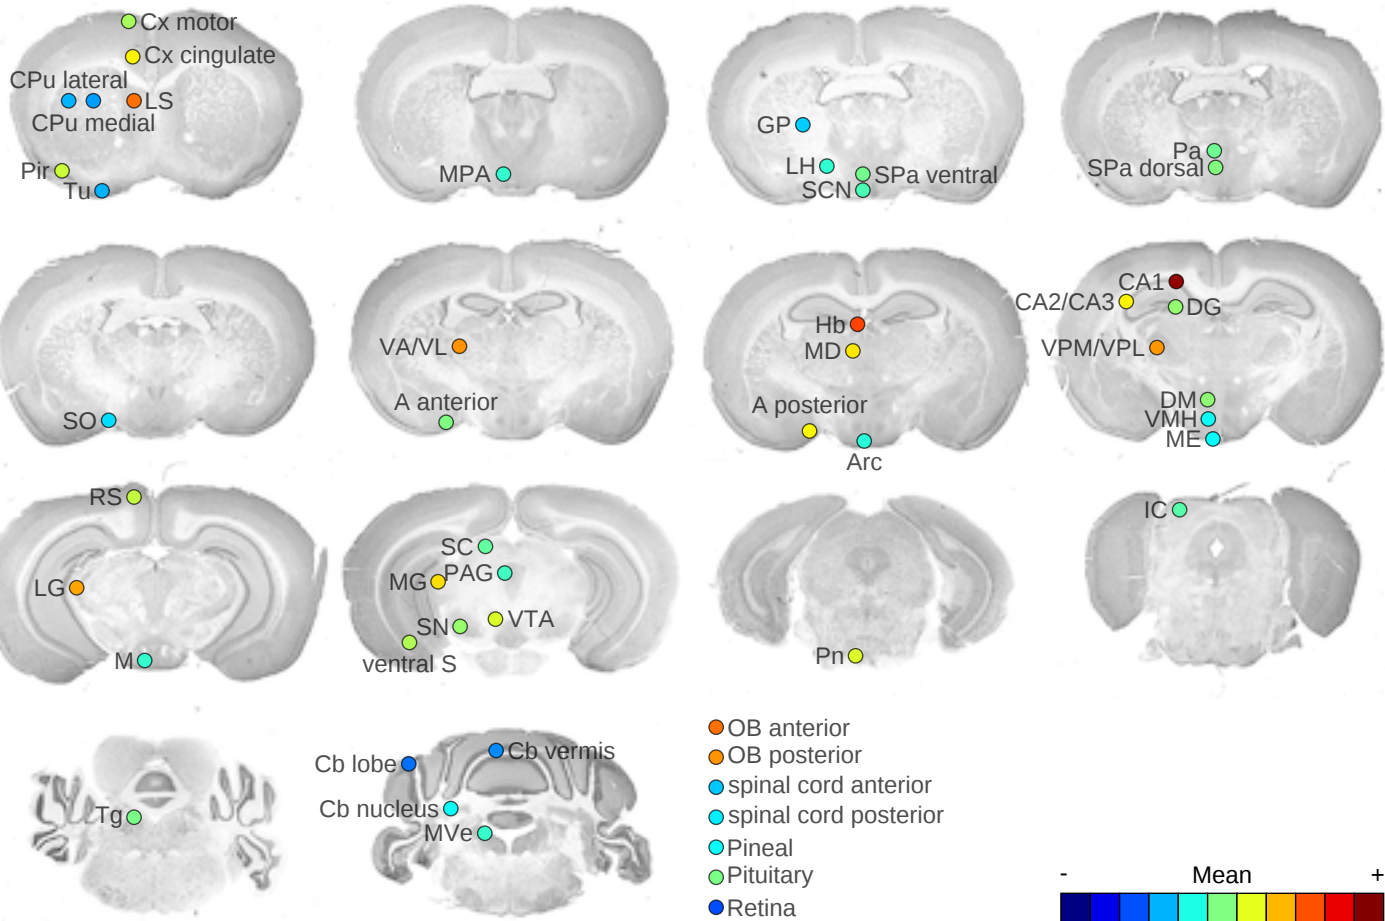 Cx motor
Cx cingulate
CPu lateral
LS
CPu medial
Pir
Tu
MPA
GP
LH
SPa ventral
SCN
Pa
SPa dorsal
SO
VA/VL
A anterior
Hb
MD
A posterior
Arc
CA1
CA2/CA3
DG
VPM/VPL
DM
VMH
ME
RS
LG
M
SC
PAG
MG
VTA
SN
ventral S
Pn
IC
Tg
Cb vermis
Cb lobe
Cb nucleus
MVe
OB anterior
OB posterior
spinal cord anterior
spinal cord posterior
Pineal
Pituitary
Retina
- Mean +